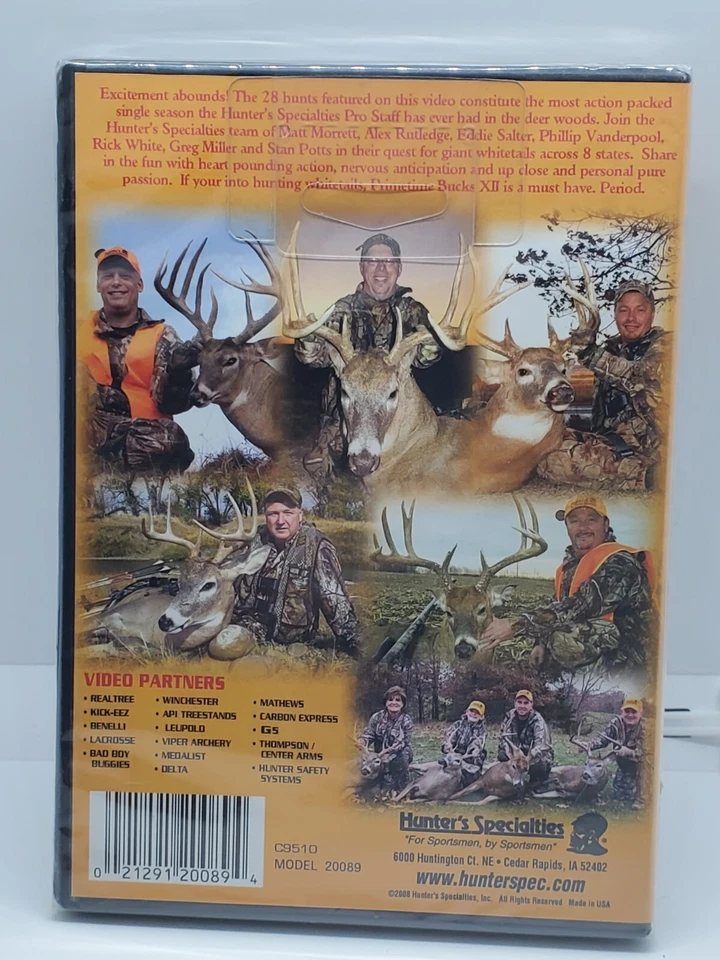 Excitement abounds! The 28 hunts featured on this video constitute the most action packed
single season the Hunter's Specialties Pro Staff has ever had in the deer woods. Join the
Hunter's Specialties team of Matt Morrett, Alex Rutledge, Eddie Salter, Phillip Vanderpool,
Rick White, Greg Miller and Stan Potts in their quest for giant whitetails across 8 states. Share
in the fun with heart pounding action, nervous anticipation and up close and personal pure
passion. If your into hunting whitetails, Primetime Bucks XII is a must have. Period.
VIDEO PARTNERS
• REALTREE
• KICK-EEZ
• BENELLI
• LACROSSE
• BAD BOY
BUGGIES
• WINCHESTER
• API TREESTANDS
• LEUPOLD
• VIPER ARCHERY
• MEDALIST
• DELTA
• MATHEWS
• CARBON EXPRESS
• G5
• THOMPSON /
CENTER ARMS
• HUNTER SAFETY
SYSTEMS
0 21291 20089 4
C9510
MODEL 20089
Hunter's Specialties
"For Sportsmen, by Sportsmen"
6000 Huntington Ct. NE • Cedar Rapids, IA 52402
www.hunterspec.com
©2008 Hunter's Specialties, Inc. All Rights Reserved Made in USA